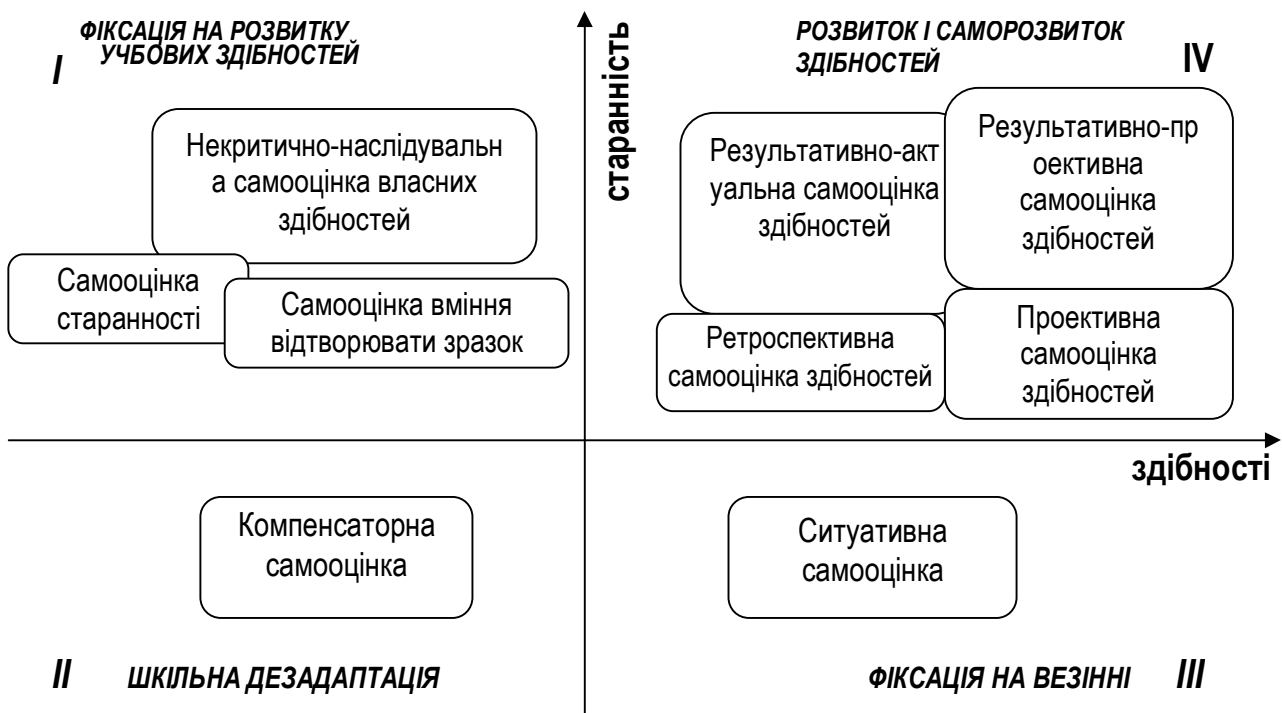 ФІКСАЦІЯ НА РОЗВИТКУ
УЧБОВИХ ЗДІБНОСТЕЙ
I
Некритично-наслідувальн
а самооцінка власних
здібностей
Самооцінка
старанності
Самооцінка вміння
відтворювати зразок
старанність
РОЗВИТОК І САМОРОЗВИТОК
ЗДІБНОСТЕЙ
IV
Результативно-акт
уальна самооцінка
здібностей
Результативно-пр
оективна
самооцінка
здібностей
Ретроспективна
самооцінка здібностей
Проективна
самооцінка
здібностей
здібності
Компенсаторна
самооцінка
Ситуативна
самооцінка
II ШКІЛЬНА ДЕЗАДАПТАЦІЯ
ФІКСАЦІЯ НА ВЕЗІННІ III